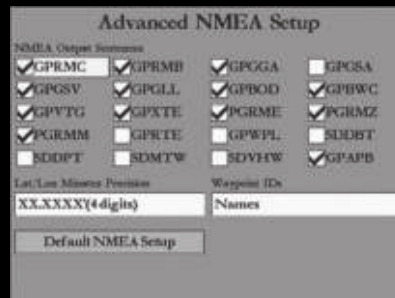 Advanced NMEA Setup
NMEA Output Sentences
GPRMC GPRMB GPGGA GPGSA
GPGSV GPGLL GPBOD GPBWC
GPVTG GPXTE PGRME PGRMZ
PGRMM GPRTE GPWPL SDDBT
SDDPT SDMTW SDVHW GPAPB
Lat/Lon Minutes Precision Waypoint IDs
XX.XXXX'(4 digits) Names
Default NMEA Setup